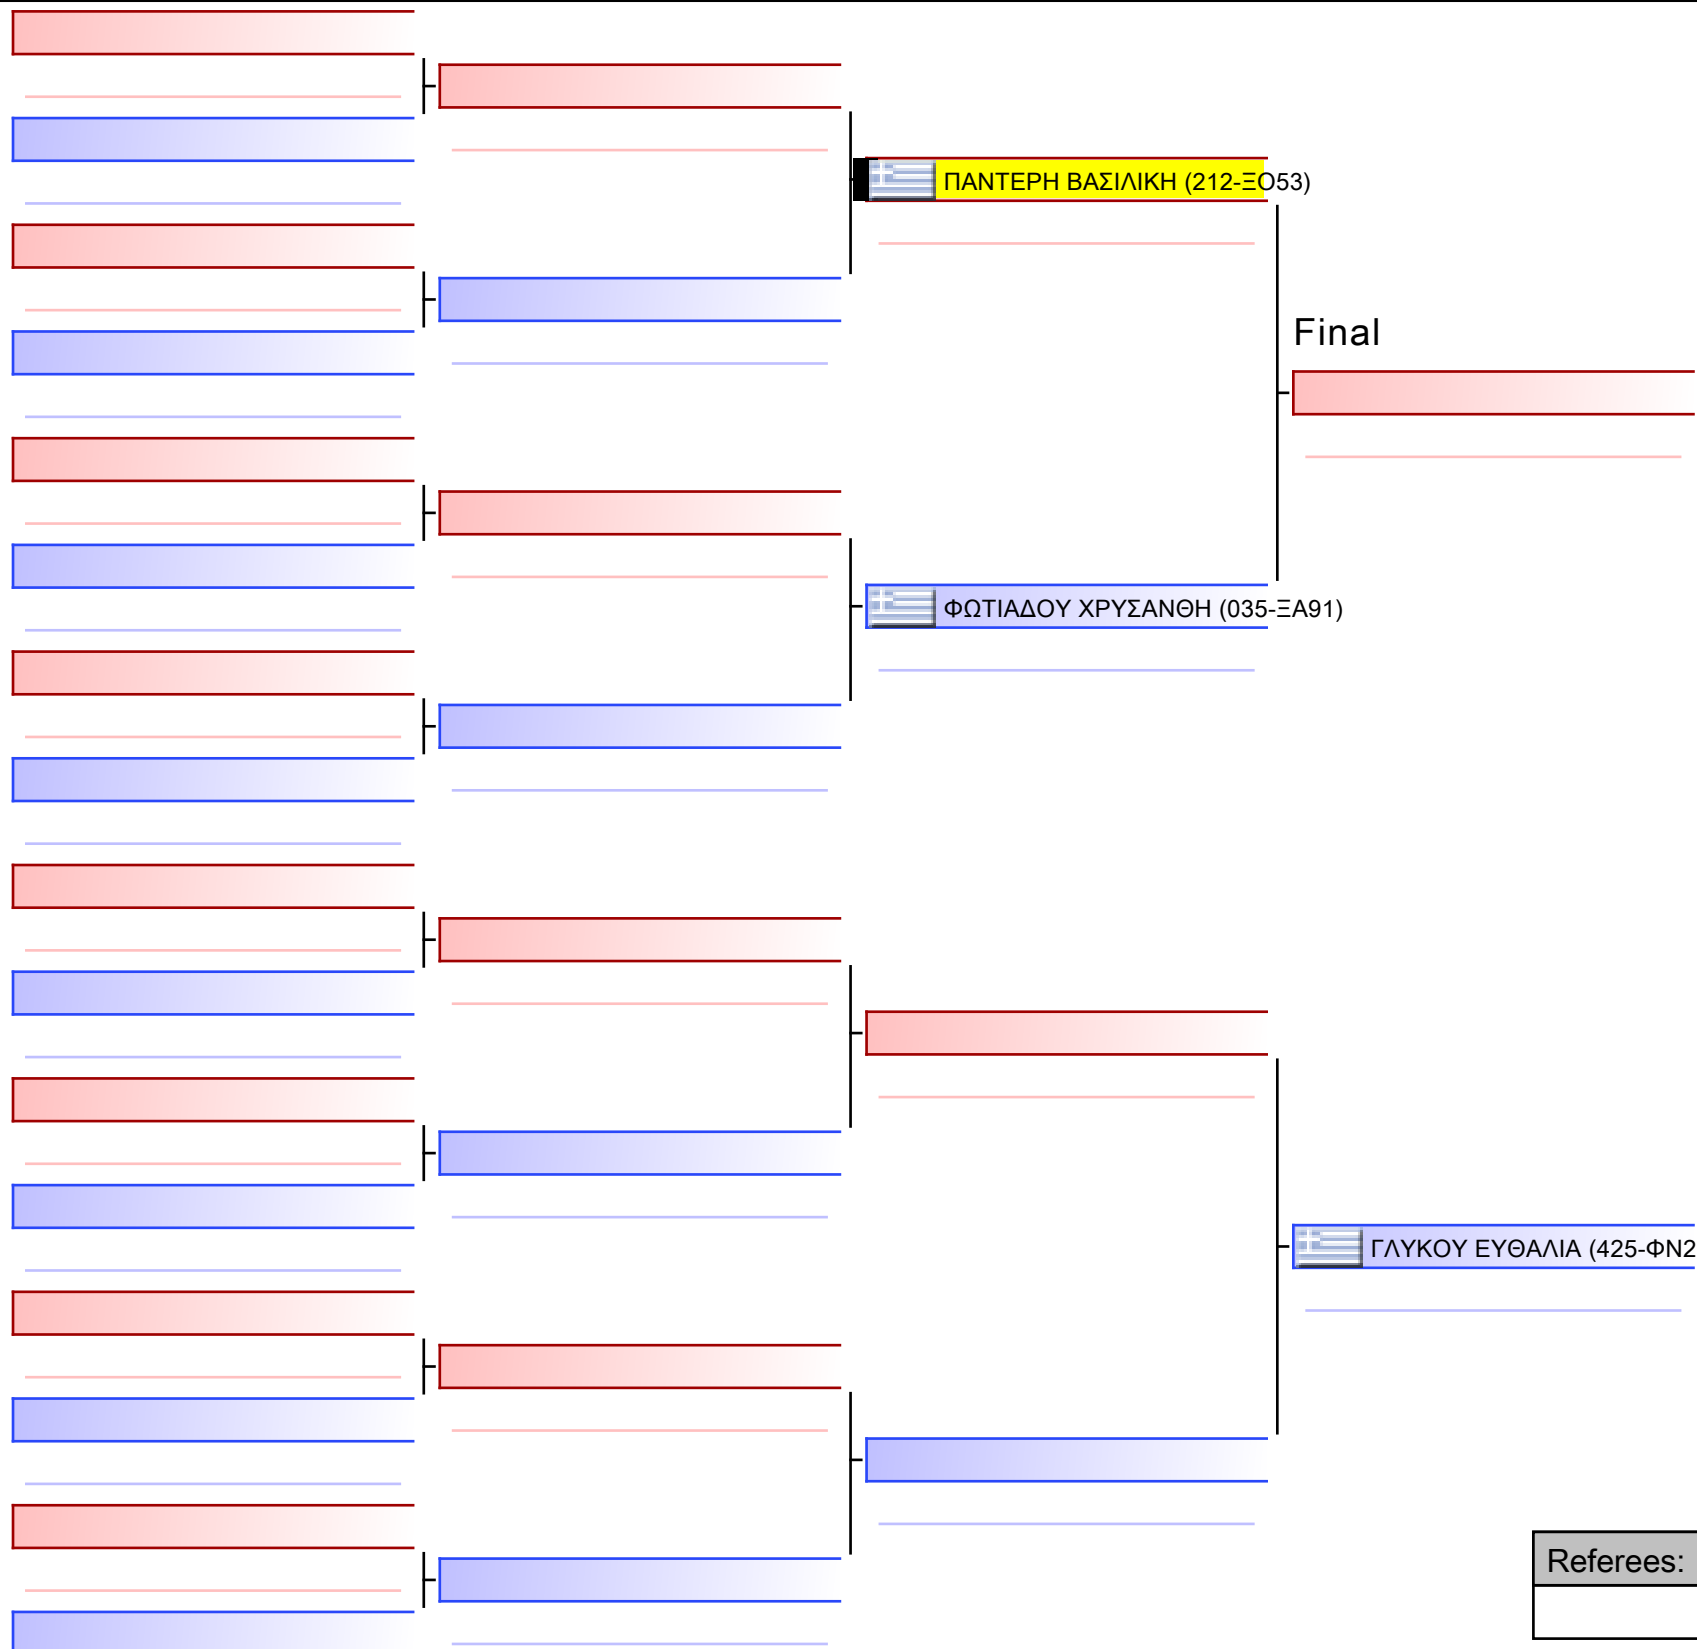 ΠΑΝΤΕΡΗ ΒΑΣΙΛΙΚΗ (212-ΞΟ53)
Final
ΦΩΤΙΑΔΟΥ ΧΡΥΣΑΝΘΗ (035-ΞΑ91)
ΓΛΥΚΟΥ ΕΥΘΑΛΙΑ (425-ΦΝ2
Referees: